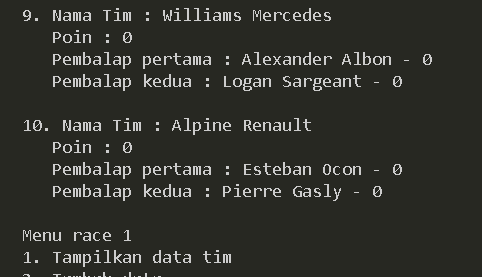 9. Nama Tim : Williams Mercedes
Poin : 0
Pembalap pertama : Alexander Albon - 0
Pembalap kedua : Logan Sargeant - 0
10. Nama Tim : Alpine Renault
Poin : 0
Pembalap pertama : Esteban Ocon - 0
Pembalap kedua : Pierre Gasly - 0
Menu race 1
1. Tampilkan data tim